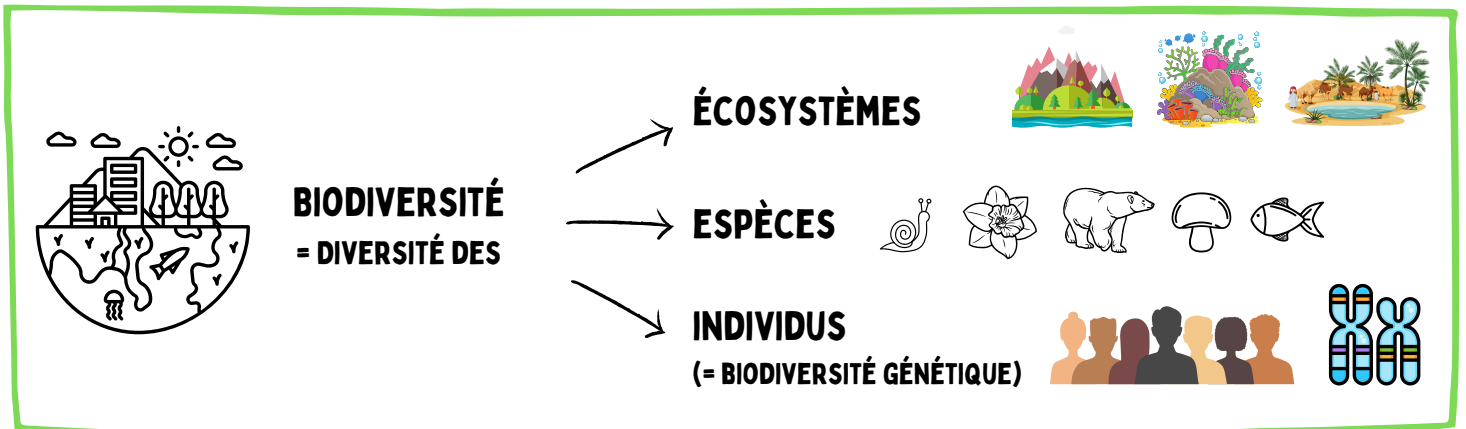 BIODIVERSITÉ
= DIVERSITÉ DES
ÉCOSYSTÈMES
ESPÈCES
INDIVIDUS
(= BIODIVERSITÉ GÉNÉTIQUE)